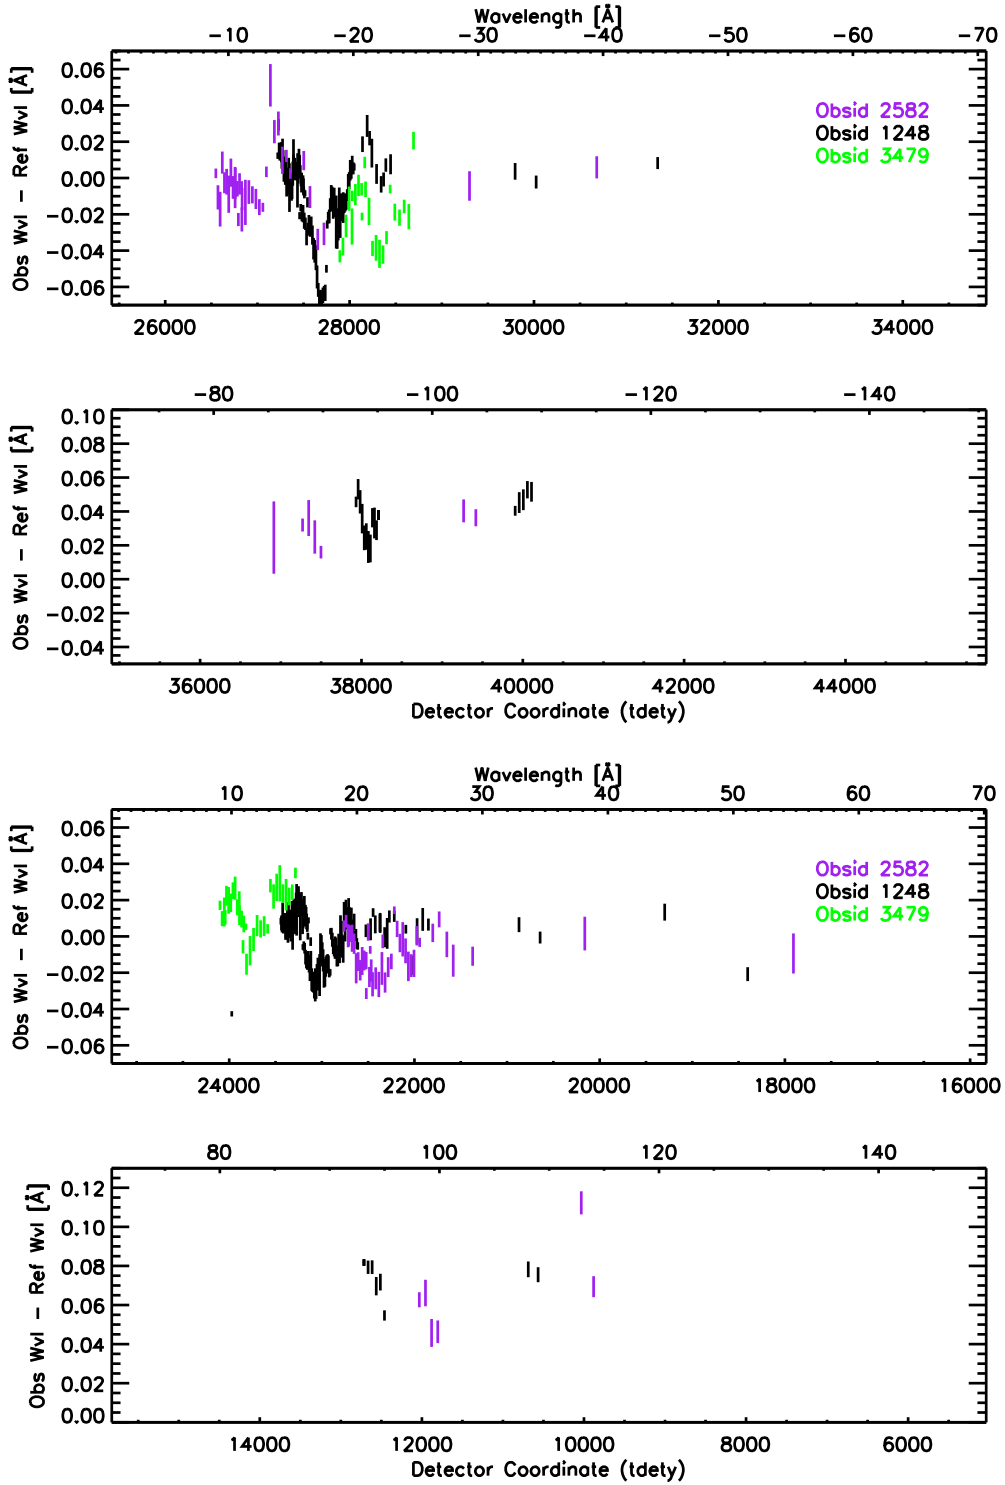 Wavelength [Å]
−10 −20 −30 −40 −50 −60 −70
Obs Wvl − Ref Wvl [Å]
0.06
0.04
0.02
0.00
−0.02
−0.04
−0.06
Obsid 2582
Obsid 1248
Obsid 3479
26000 28000 30000 32000 34000
−80 −100 −120 −140
Obs Wvl − Ref Wvl [Å]
0.10
0.08
0.06
0.04
0.02
0.00
−0.02
−0.04
36000 38000 40000 42000 44000
Detector Coordinate (tdety)
Wavelength [Å]
10 20 30 40 50 60 70
Obs Wvl − Ref Wvl [Å]
0.06
0.04
0.02
0.00
−0.02
−0.04
−0.06
Obsid 2582
Obsid 1248
Obsid 3479
24000 22000 20000 18000 16000
80 100 120 140
Obs Wvl − Ref Wvl [Å]
0.12
0.10
0.08
0.06
0.04
0.02
0.00
14000 12000 10000 8000 6000
Detector Coordinate (tdety)